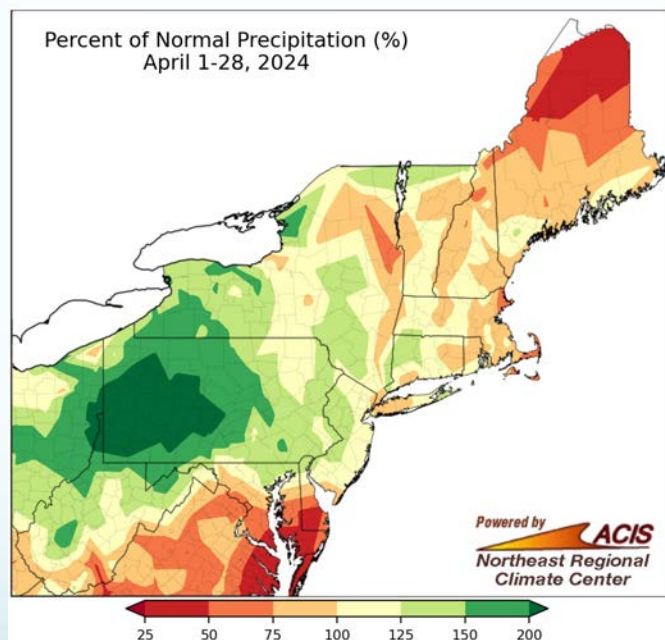 Percent of Normal Precipitation (%)
April 1-28, 2024
Powered by
ACIS
Northeast Regional
Climate Center
25 50 75 100 125 150 200